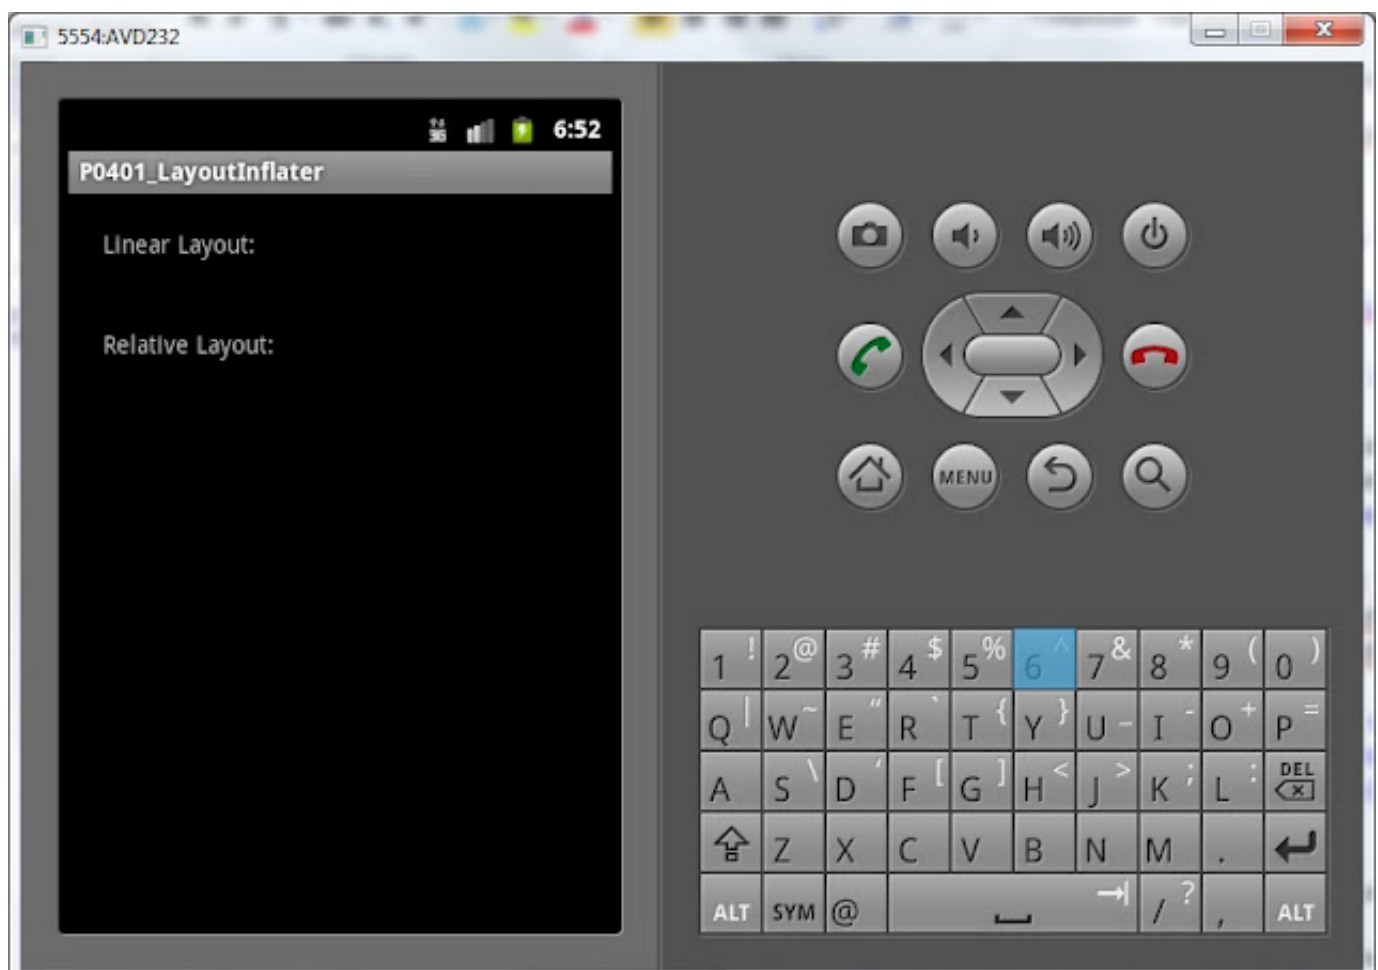 5554:AVD232
3G 6:52
P0401_LayoutInflater
Linear Layout:
Relative Layout:
MENU
1 ! 2 @ 3 # 4 $ 5 % 6 ^ 7 & 8 * 9 ( 0 )
Q | W ~ E " R ` T { Y } U _ I - O + P =
A S \ D ' F [ G ] H < J > K ; L : DEL
Z X C V B N M .
ALT SYM @ / ? , ALT